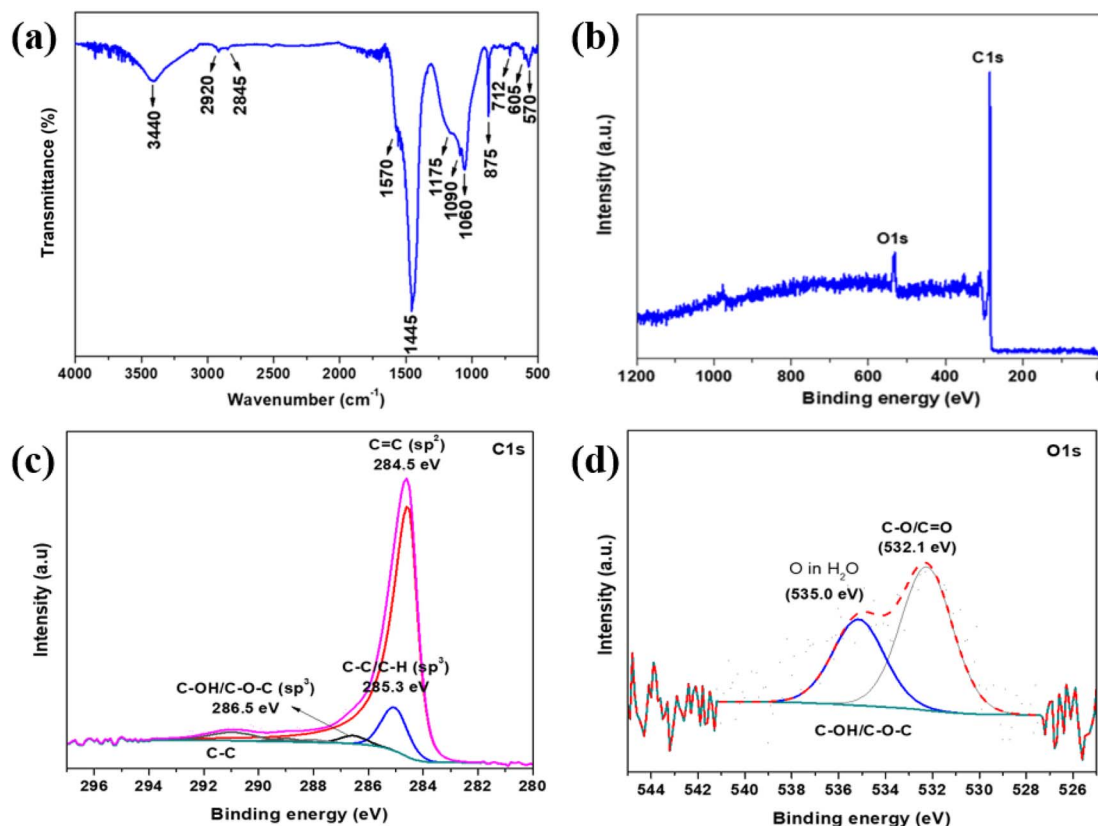 (a)
Transmittance (%)
3440
2920
2845
1570
1445
1175
1090
1060
875
712
605
570
4000 3500 3000 2500 2000 1500 1000 500
Wavenumber (cm⁻¹)
(b)
Intensity (a.u.)
C1s
O1s
1200 1000 800 600 400 200 0
Binding energy (eV)
(c)
Intensity (a.u)
C1s
C=C (sp²)
284.5 eV
C-C/C-H (sp³)
285.3 eV
C-OH/C-O-C (sp³)
286.5 eV
C-C
296 294 292 290 288 286 284 282 280
Binding energy (eV)
(d)
Intensity (a.u.)
O1s
C-O/C=O
(532.1 eV)
O in H₂O
(535.0 eV)
C-OH/C-O-C
544 542 540 538 536 534 532 530 528 526
Binding energy (eV)